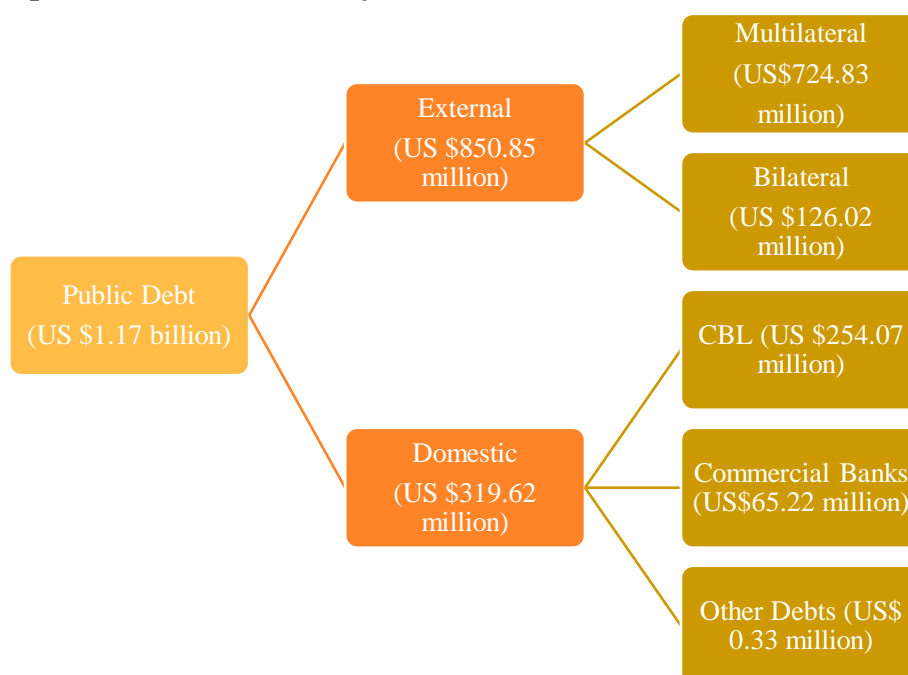 Multilateral
(US$724.83
million)
External
(US $850.85
million)
Bilateral
(US $126.02
million)
Public Debt
(US $1.17 billion)
CBL (US $254.07
million)
Domestic
(US $319.62
million)
Commercial Banks
(US$65.22 million)
Other Debts (US$
0.33 million)